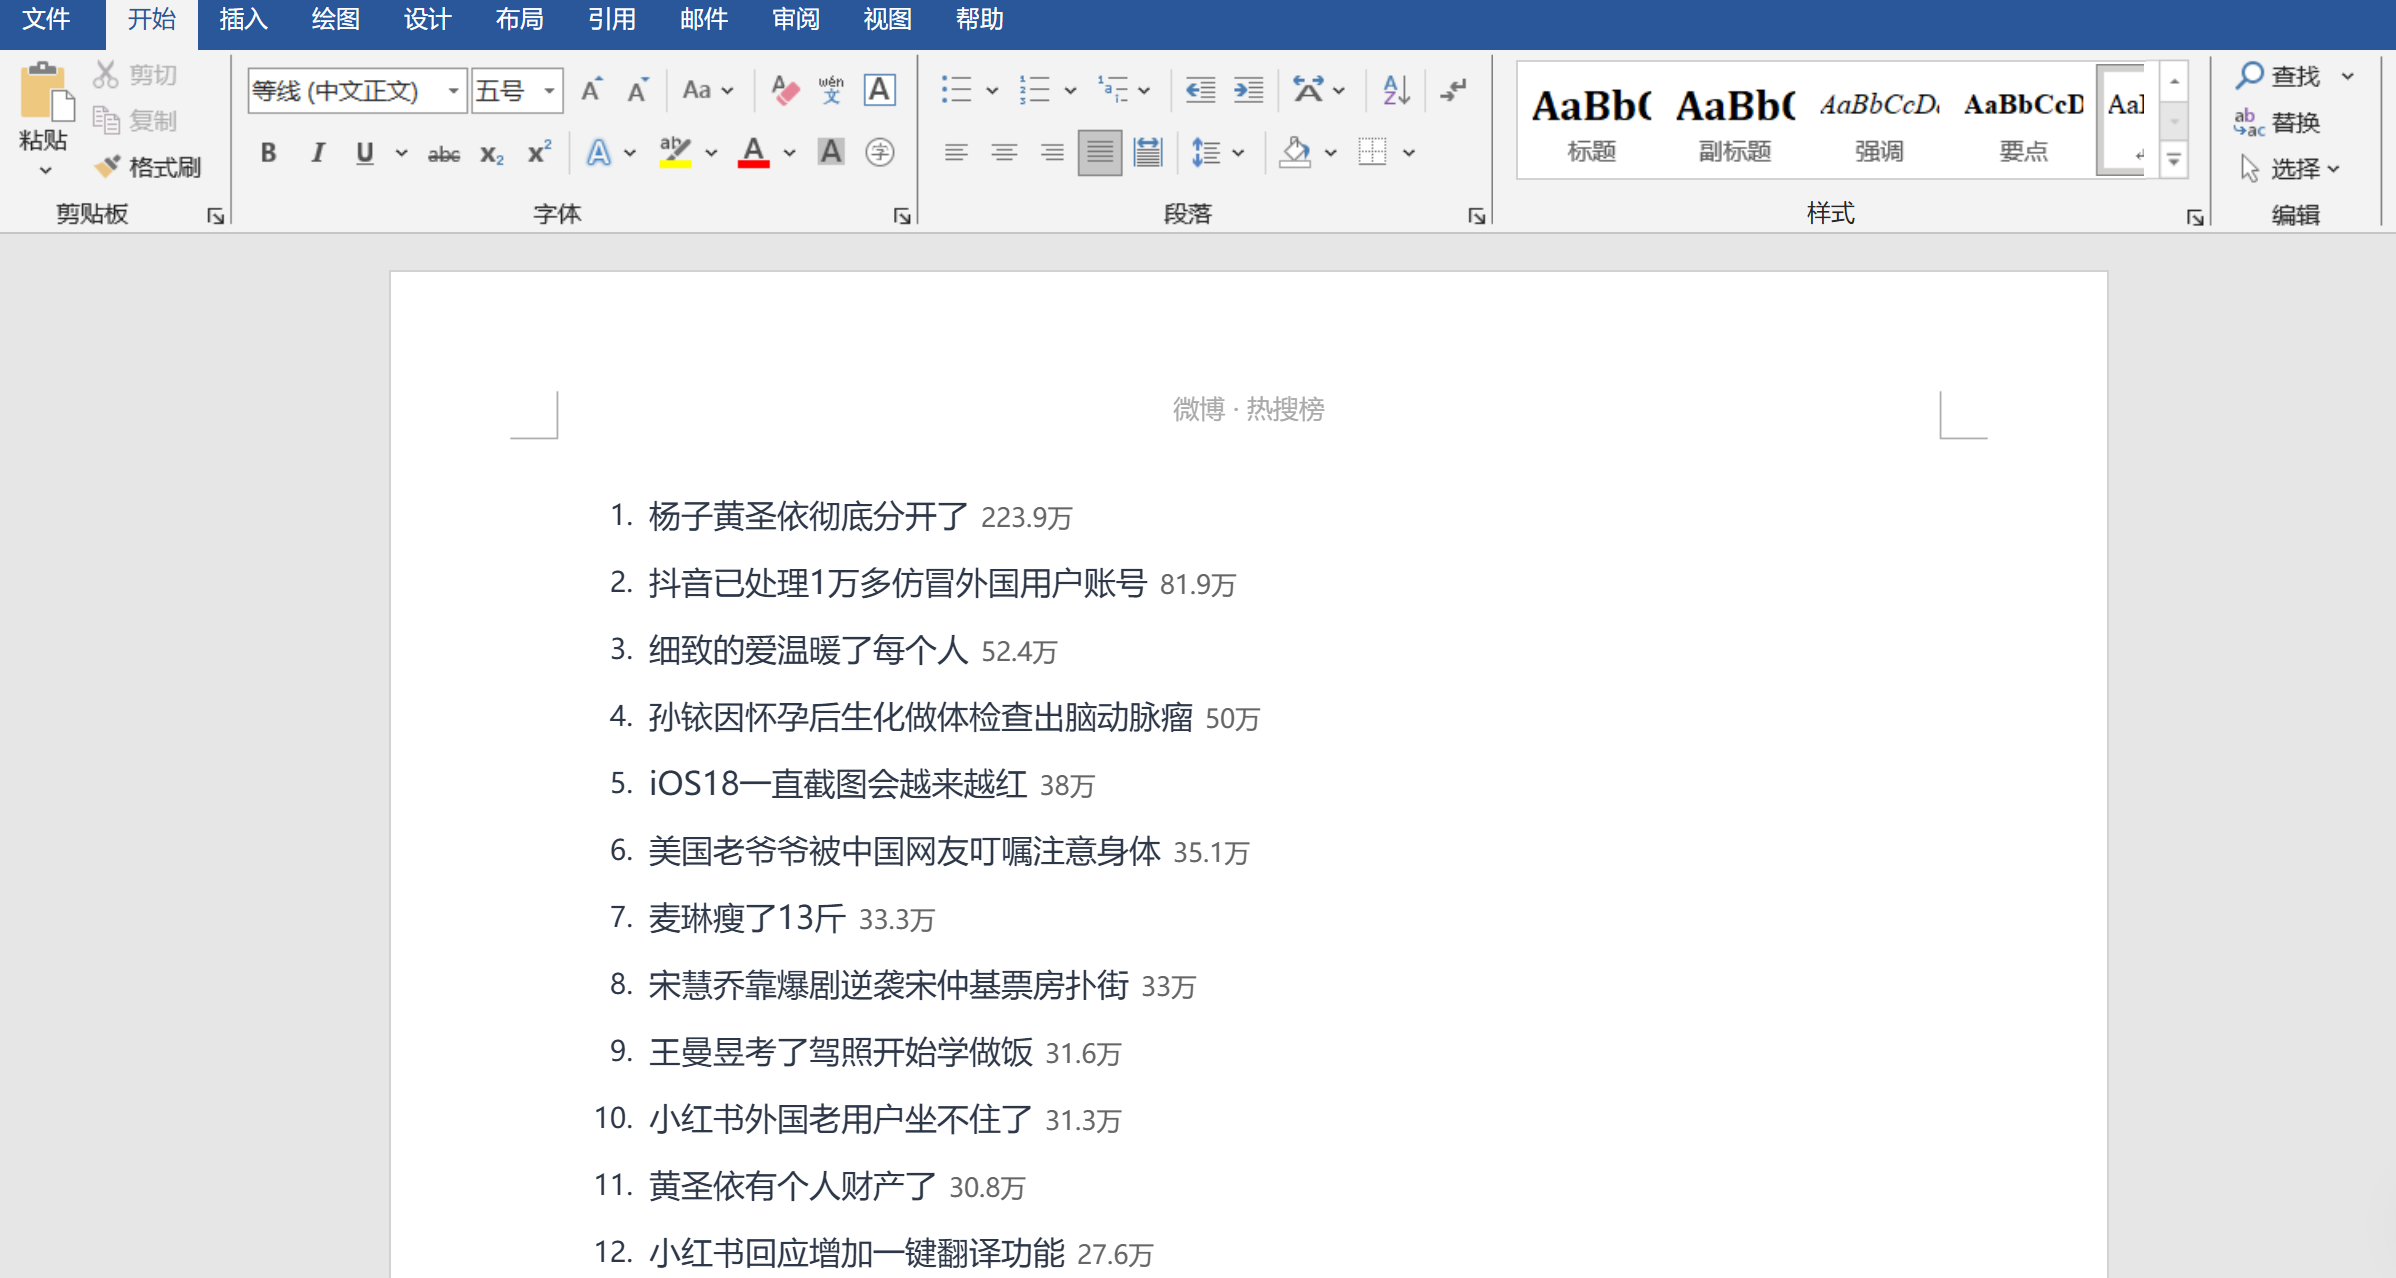 文件 开始 插入 绘图 设计 布局 引用 邮件 审阅 视图 帮助
粘贴 剪切 复制 格式刷
剪贴板
等线 (中文正文) 五号 A A Aa A wén 文 A
B I U abc x₂ x² A ab A A 字
字体
段落
AaBb( AaBb( AaBbCcDc AaBbCcD AaI
标题 副标题 强调 要点
样式
查找
替换
选择
编辑
微博 · 热搜榜
1. 杨子黄圣依彻底分开了 223.9万
2. 抖音已处理1万多仿冒外国用户账号 81.9万
3. 细致的爱温暖了每个人 52.4万
4. 孙铱因怀孕后生化做体检查出脑动脉瘤 50万
5. iOS18一直截图会越来越红 38万
6. 美国老爷爷被中国网友叮嘱注意身体 35.1万
7. 麦琳瘦了13斤 33.3万
8. 宋慧乔靠爆剧逆袭宋仲基票房扑街 33万
9. 王曼昱考了驾照开始学做饭 31.6万
10. 小红书外国老用户坐不住了 31.3万
11. 黄圣依有个人财产了 30.8万
12. 小红书回应增加一键翻译功能 27.6万